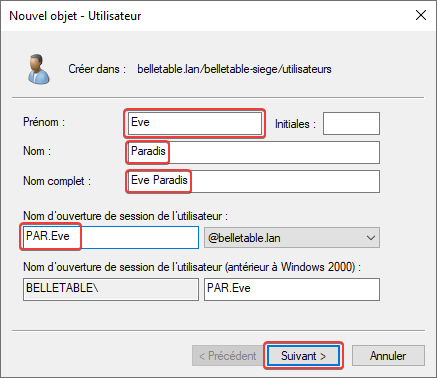 Nouvel objet - Utilisateur
Créer dans : belletable.lan/belletable-siege/utilisateurs
Prénom : Eve Initiales :
Nom : Paradis
Nom complet : Eve Paradis
Nom d'ouverture de session de l'utilisateur :
PAR.Eve @belletable.lan
Nom d'ouverture de session de l'utilisateur (antérieur à Windows 2000) :
BELLETABLE\ PAR.Eve
< Précédent Suivant > Annuler